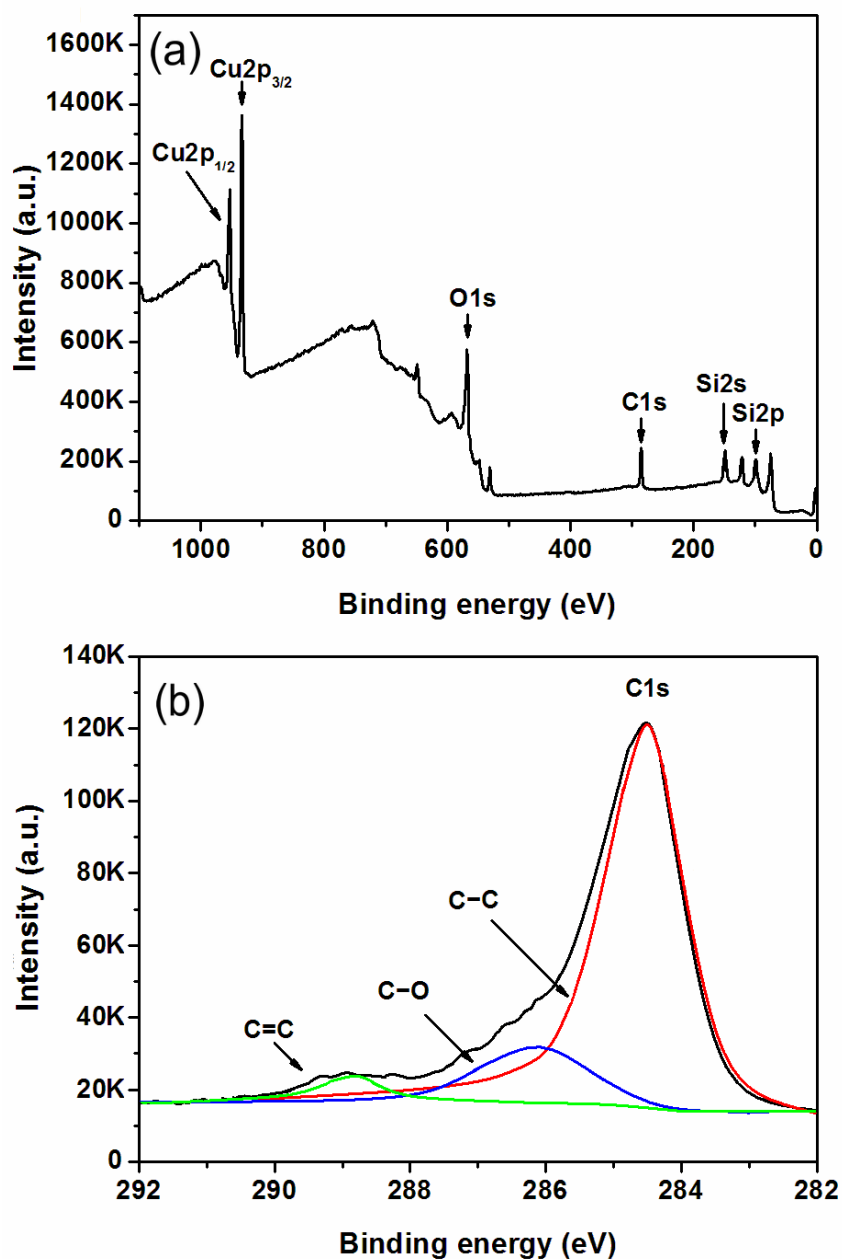 (a)
Cu2p3/2
Cu2p1/2
O1s
C1s
Si2s
Si2p
1600K
1400K
1200K
1000K
800K
600K
400K
200K
0
Intensity (a.u.)
1000 800 600 400 200 0
Binding energy (eV)
(b)
C1s
C−C
C−O
C=C
140K
120K
100K
80K
60K
40K
20K
0
Intensity (a.u.)
292 290 288 286 284 282
Binding energy (eV)